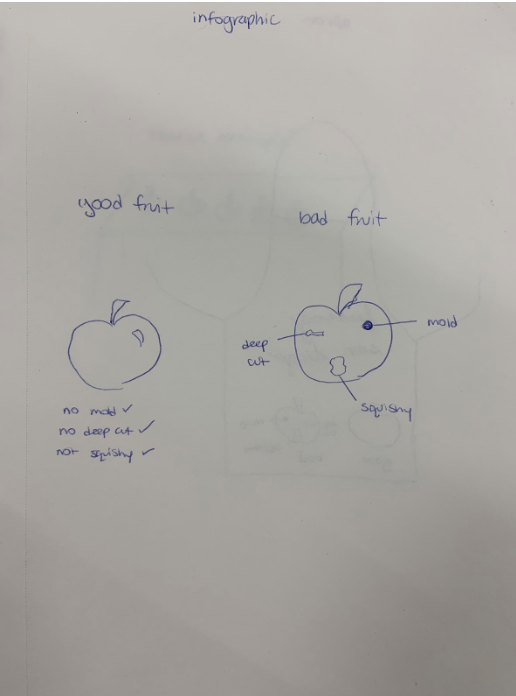 infographic
good fruit
bad fruit
deep
cut
mold
squishy
no mold ✓
no deep cut ✓
not squishy ✓